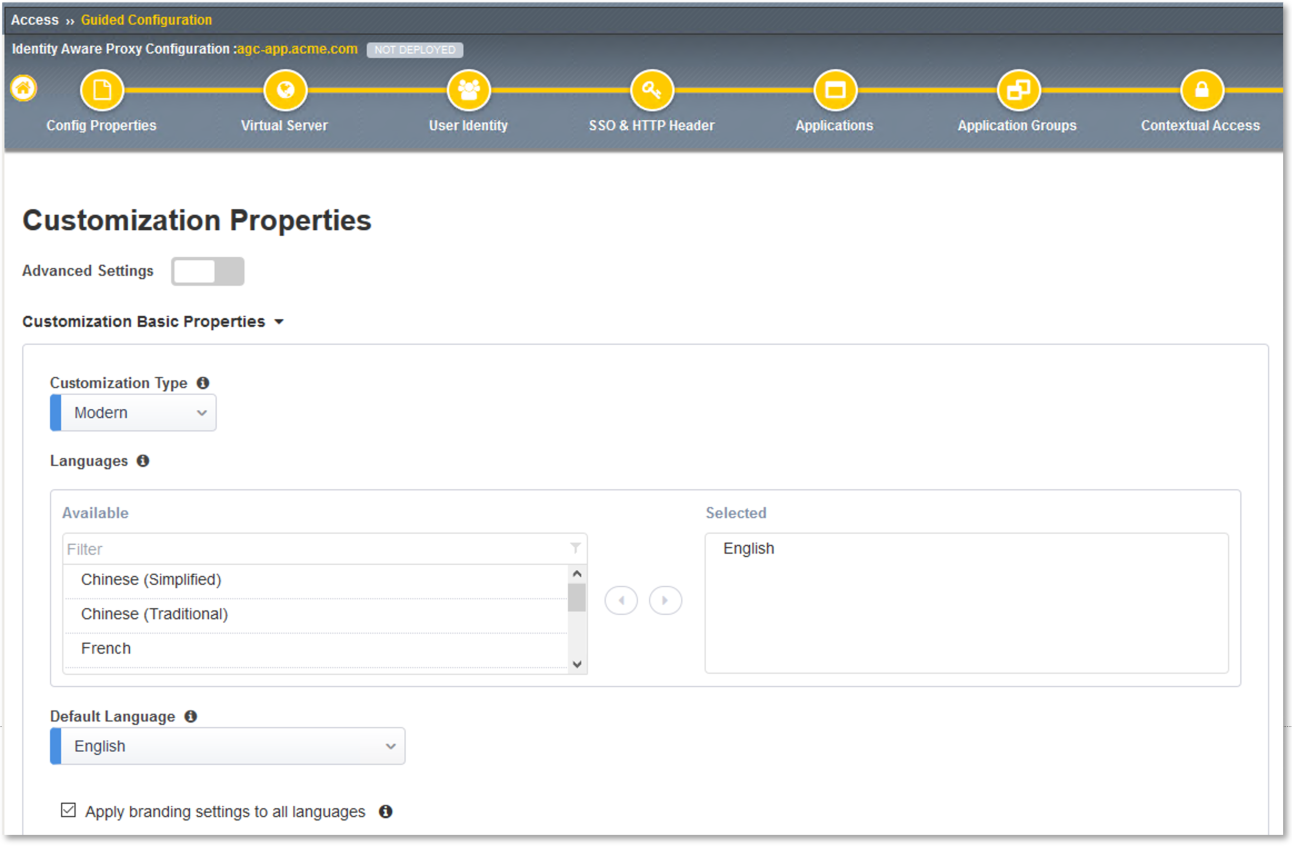 Access » Guided Configuration
Identity Aware Proxy Configuration :agc-app.acme.com NOT DEPLOYED
Config Properties Virtual Server User Identity SSO & HTTP Header Applications Application Groups Contextual Access
Customization Properties
Advanced Settings
Customization Basic Properties
Customization Type
Modern
Languages
Available Selected
Filter English
Chinese (Simplified)
Chinese (Traditional)
French
Default Language
English
Apply branding settings to all languages